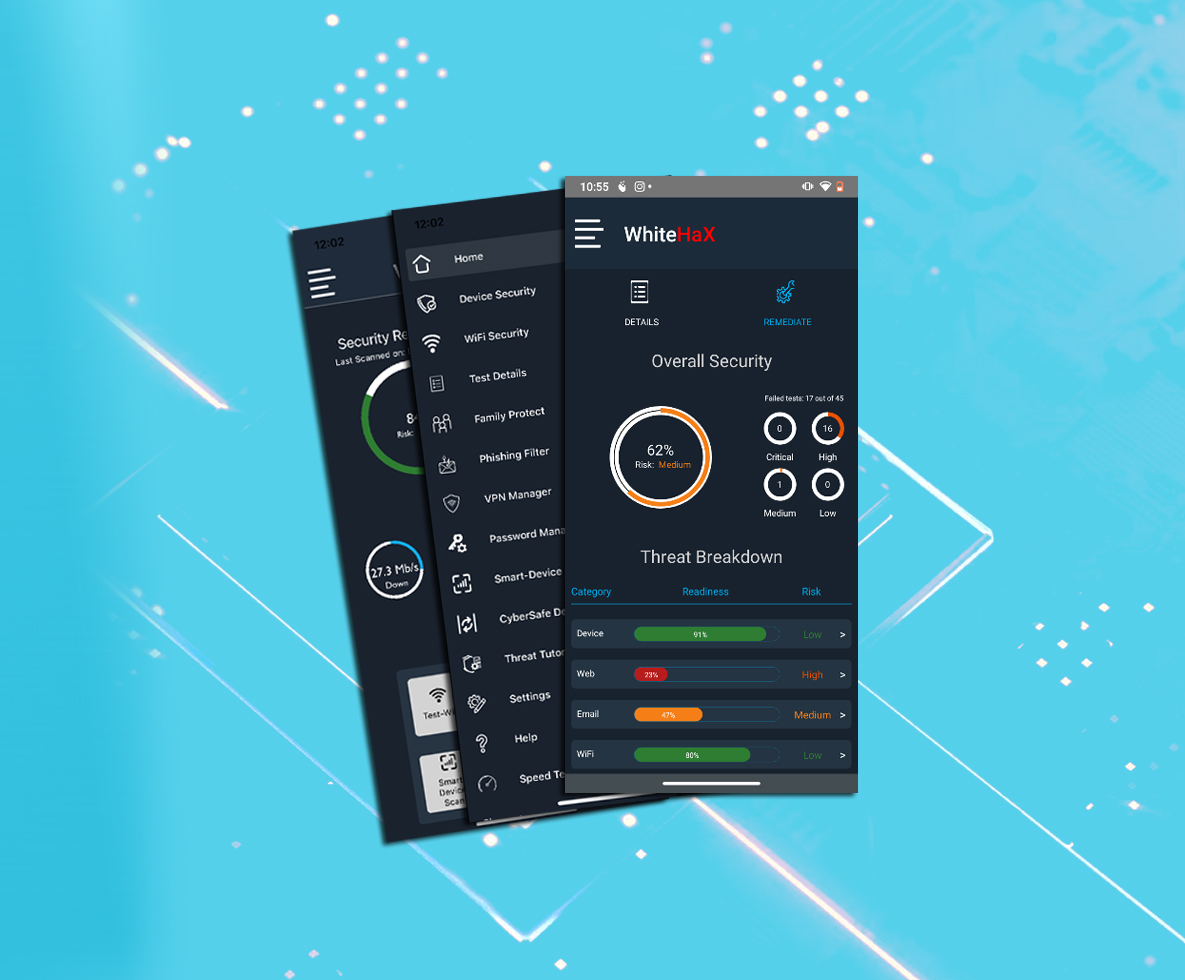 12:02
Security Re
Last Scanned on:
Risk:
27.3 Mb/s
Down
Test-Wi
Smart
Device
Scan
12:02
Home
Device Security
WiFi Security
Test Details
Family Protect
Phishing Filter
VPN Manager
Password Mana
Smart-Device
CyberSafe De
Threat Tutor
Settings
Help
Speed Te
10:55
WhiteHaX
DETAILS
REMEDIATE
Overall Security
Failed tests: 17 out of 45
62%
Risk: Medium
0
16
Critical
High
1
0
Medium
Low
Threat Breakdown
Category Readiness Risk
Device 91% Low >
Web 23% High >
Email 47% Medium >
WiFi 80% Low >